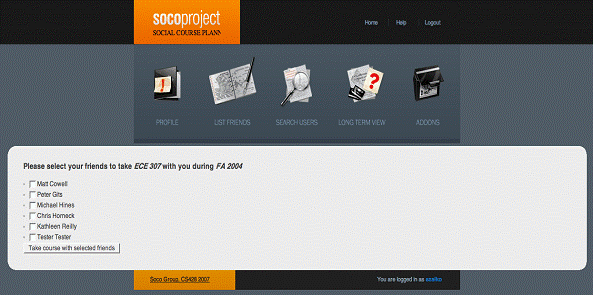 socoproject
SOCIAL COURSE PLANN
Home Help Logout
PROFILE LIST FRIENDS SEARCH USERS LONG TERM VIEW ADDONS
Please select your friends to take ECE 307 with you during FA 2004
Matt Cowell
Peter Gits
Michael Hines
Chris Horneck
Kathleen Reilly
Tester Tester
Take course with selected friends
Soco Group, CS428 2007
You are logged in as